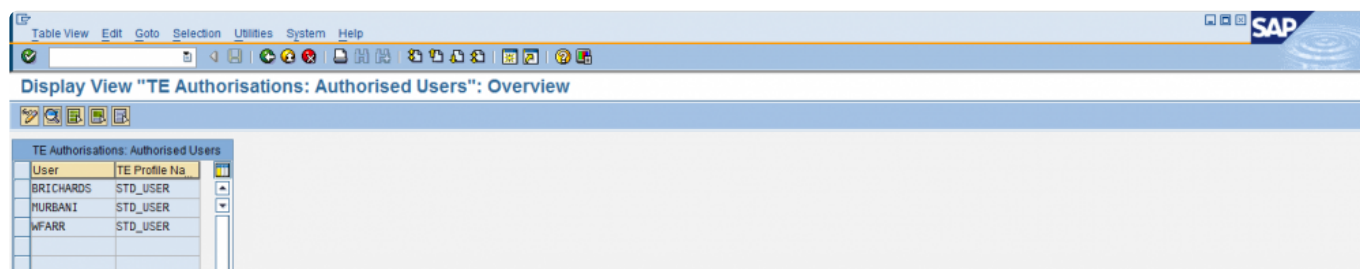 Table View Edit Goto Selection Utilities System Help
SAP
Display View "TE Authorisations: Authorised Users": Overview
TE Authorisations: Authorised Users
User TE Profile Na...
BRICHARDS STD_USER
MURBANI STD_USER
WFARR STD_USER